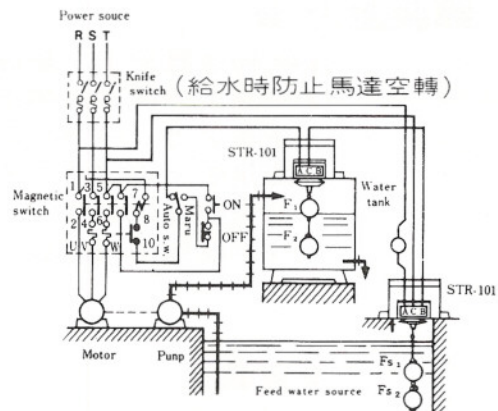 Power souce
R S T
Knife switch
(給水時防止馬達空轉)
STR-101
A C B
Water tank
Magnetic switch
1 3 5 7
2 4 6 8
10
U V W
Auto s.w.
Maru
ON
OFF
F₁
F₂
STR-101
A C B
Motor
Punp
Feed water source
Fs₁
Fs₂